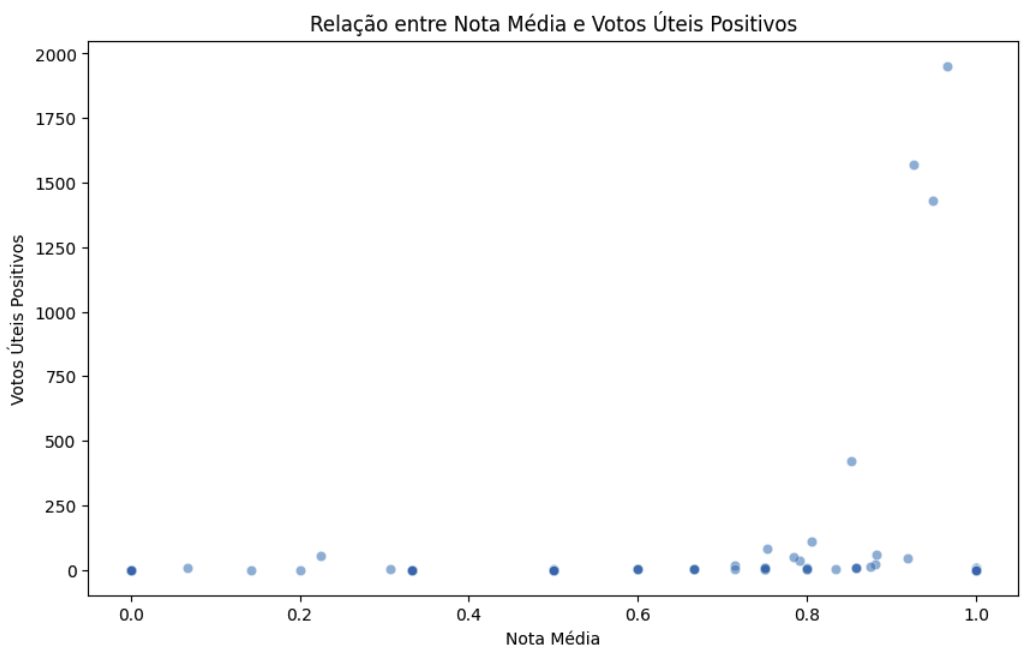 Relação entre Nota Média e Votos Úteis Positivos
Votos Úteis Positivos
2000
1750
1500
1250
1000
750
500
250
0
0.0 0.2 0.4 0.6 0.8 1.0
Nota Média